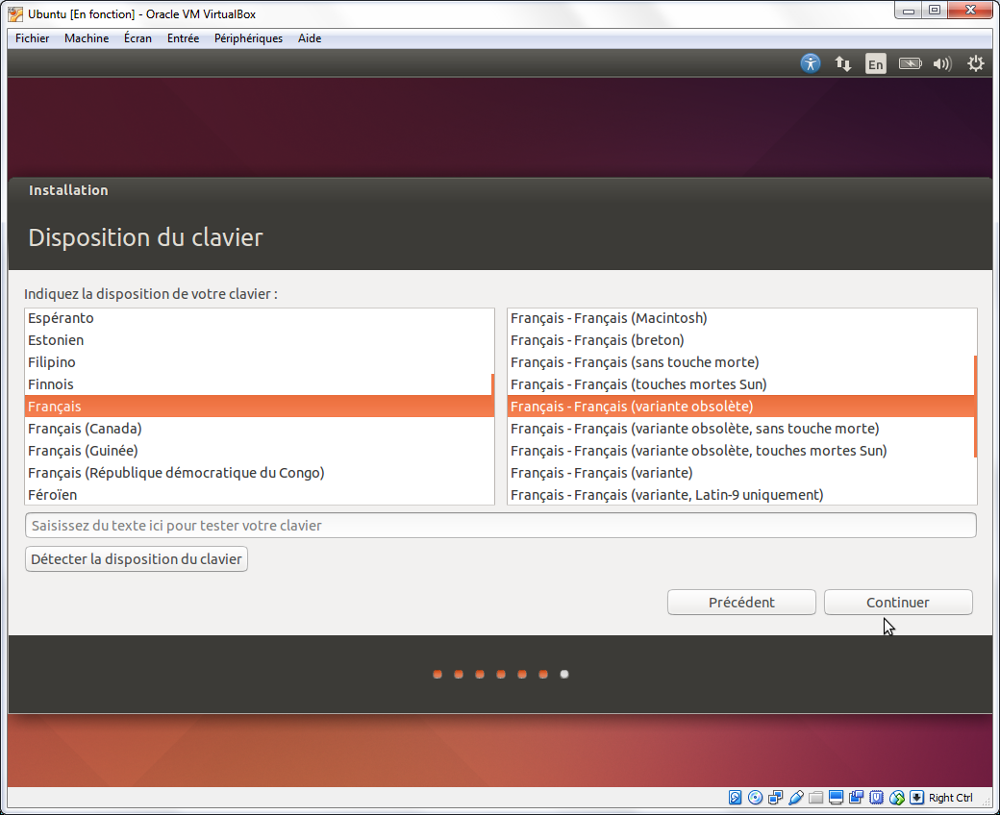 Ubuntu [En fonction] - Oracle VM VirtualBox
Fichier Machine Écran Entrée Périphériques Aide
En
Installation
Disposition du clavier
Indiquez la disposition de votre clavier :
Espéranto
Estonien
Filipino
Finnois
Français
Français (Canada)
Français (Guinée)
Français (République démocratique du Congo)
Féroïen
Français - Français (Macintosh)
Français - Français (breton)
Français - Français (sans touche morte)
Français - Français (touches mortes Sun)
Français - Français (variante obsolète)
Français - Français (variante obsolète, sans touche morte)
Français - Français (variante obsolète, touches mortes Sun)
Français - Français (variante)
Français - Français (variante, Latin-9 uniquement)
Saisissez du texte ici pour tester votre clavier
Détecter la disposition du clavier
Précédent Continuer
Right Ctrl